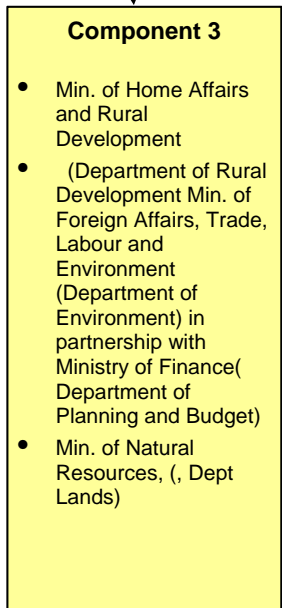 Component 3
• Min. of Home Affairs
and Rural
Development
• (Department of Rural
Development Min. of
Foreign Affairs, Trade,
Labour and
Environment
(Department of
Environment) in
partnership with
Ministry of Finance(
Department of
Planning and Budget)
• Min. of Natural
Resources, (, Dept
Lands)